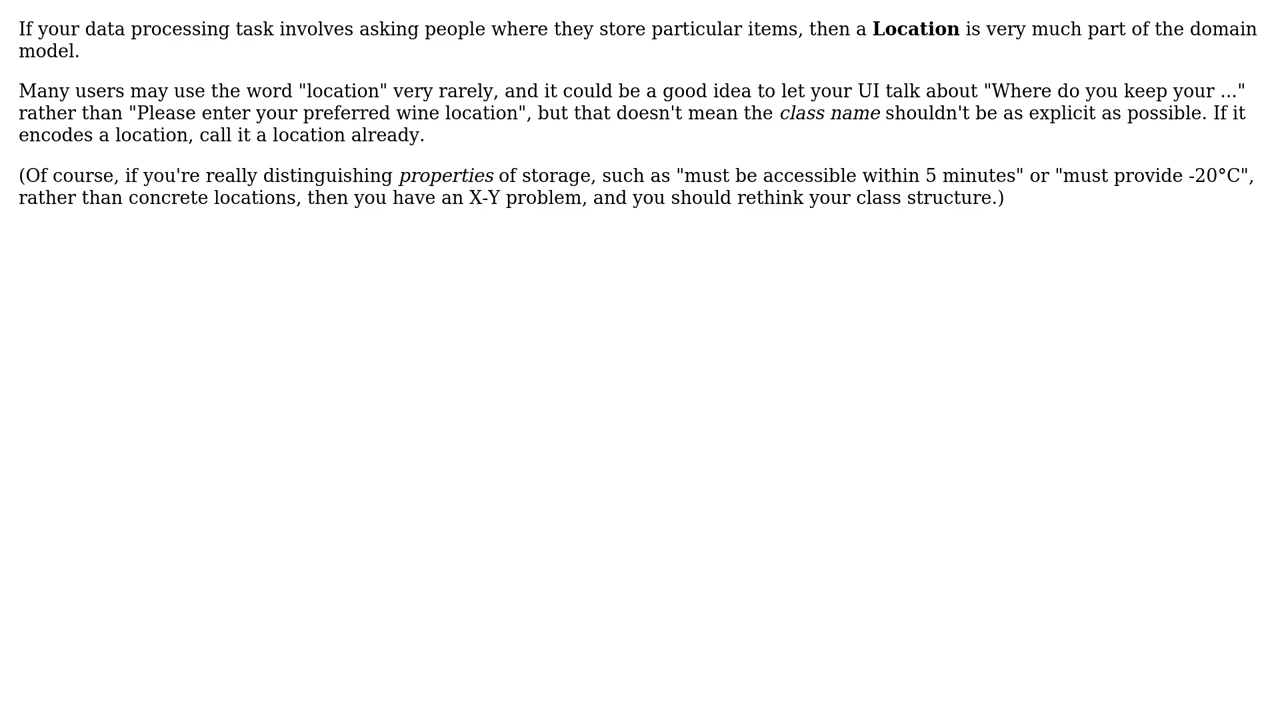 If your data processing task involves asking people where they store particular items, then a Location is very much part of the domain
model.
Many users may use the word "location" very rarely, and it could be a good idea to let your UI talk about "Where do you keep your ..."
rather than "Please enter your preferred wine location", but that doesn't mean the class name shouldn't be as explicit as possible. If it
encodes a location, call it a location already.
(Of course, if you're really distinguishing properties of storage, such as "must be accessible within 5 minutes" or "must provide -20°C",
rather than concrete locations, then you have an X-Y problem, and you should rethink your class structure.)